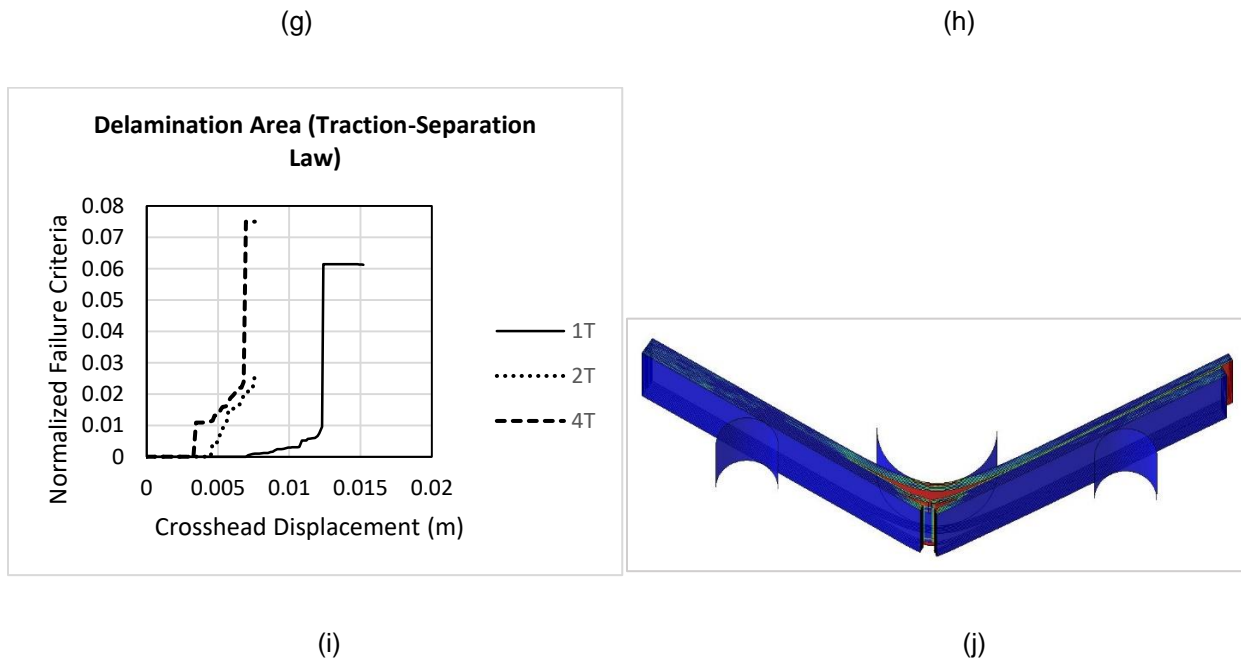 (g)
(h)
Delamination Area (Traction-Separation
Law)
Normalized Failure Criteria
0.08
0.07
0.06
0.05
0.04
0.03
0.02
0.01
0
0 0.005 0.01 0.015 0.02
Crosshead Displacement (m)
1T
2T
4T
(i)
(j)